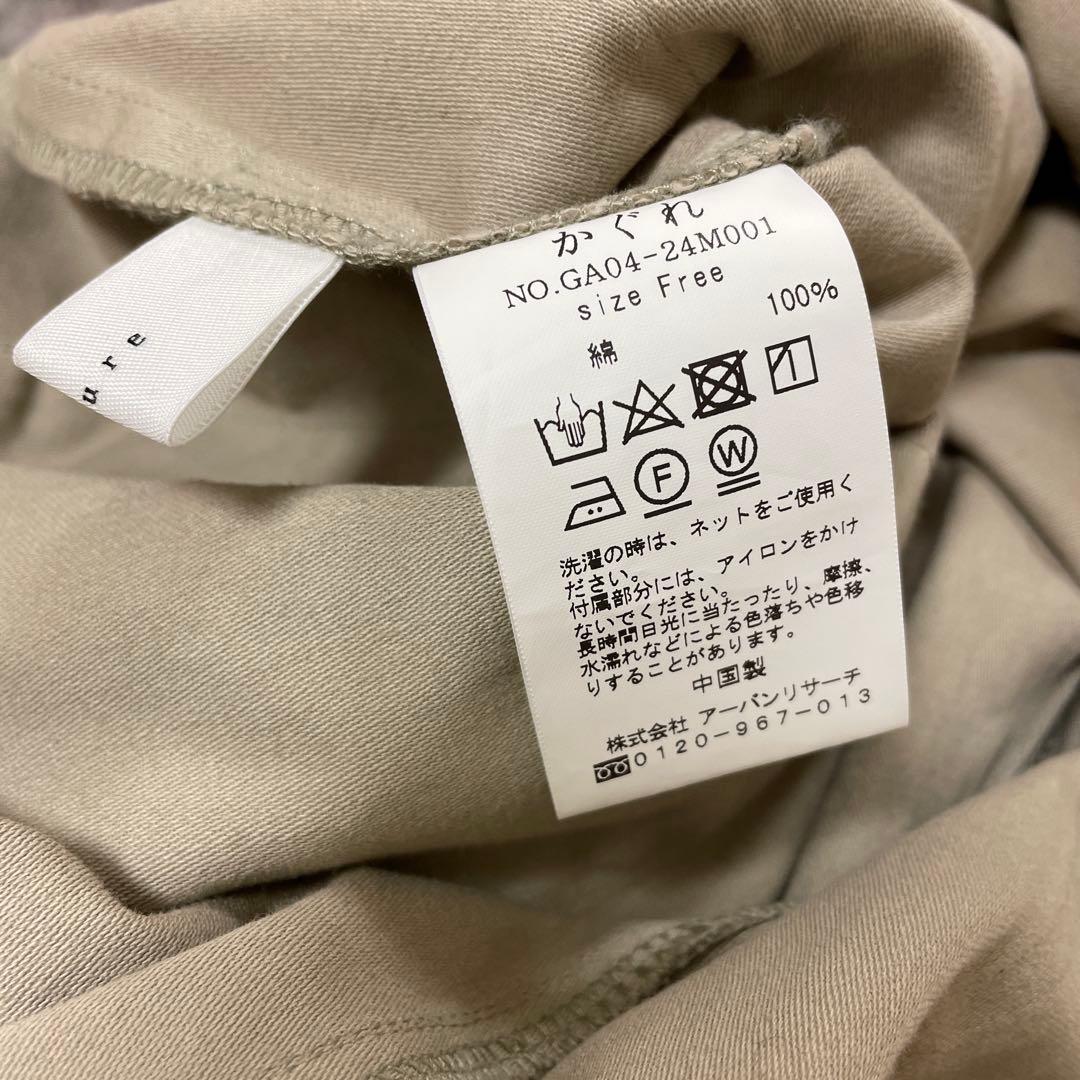 かぐれ
NO.GA04-24M001
size Free
綿 100%
F W
洗濯の時は、ネットをご使用く
ださい。
付属部分には、アイロンをかけ
ないでください。
長時間日光に当たったり、摩擦、
水濡れなどによる色落ちや色移
りすることがあります。
中国製
株式会社 アーバンリサーチ
0120-967-013
ure